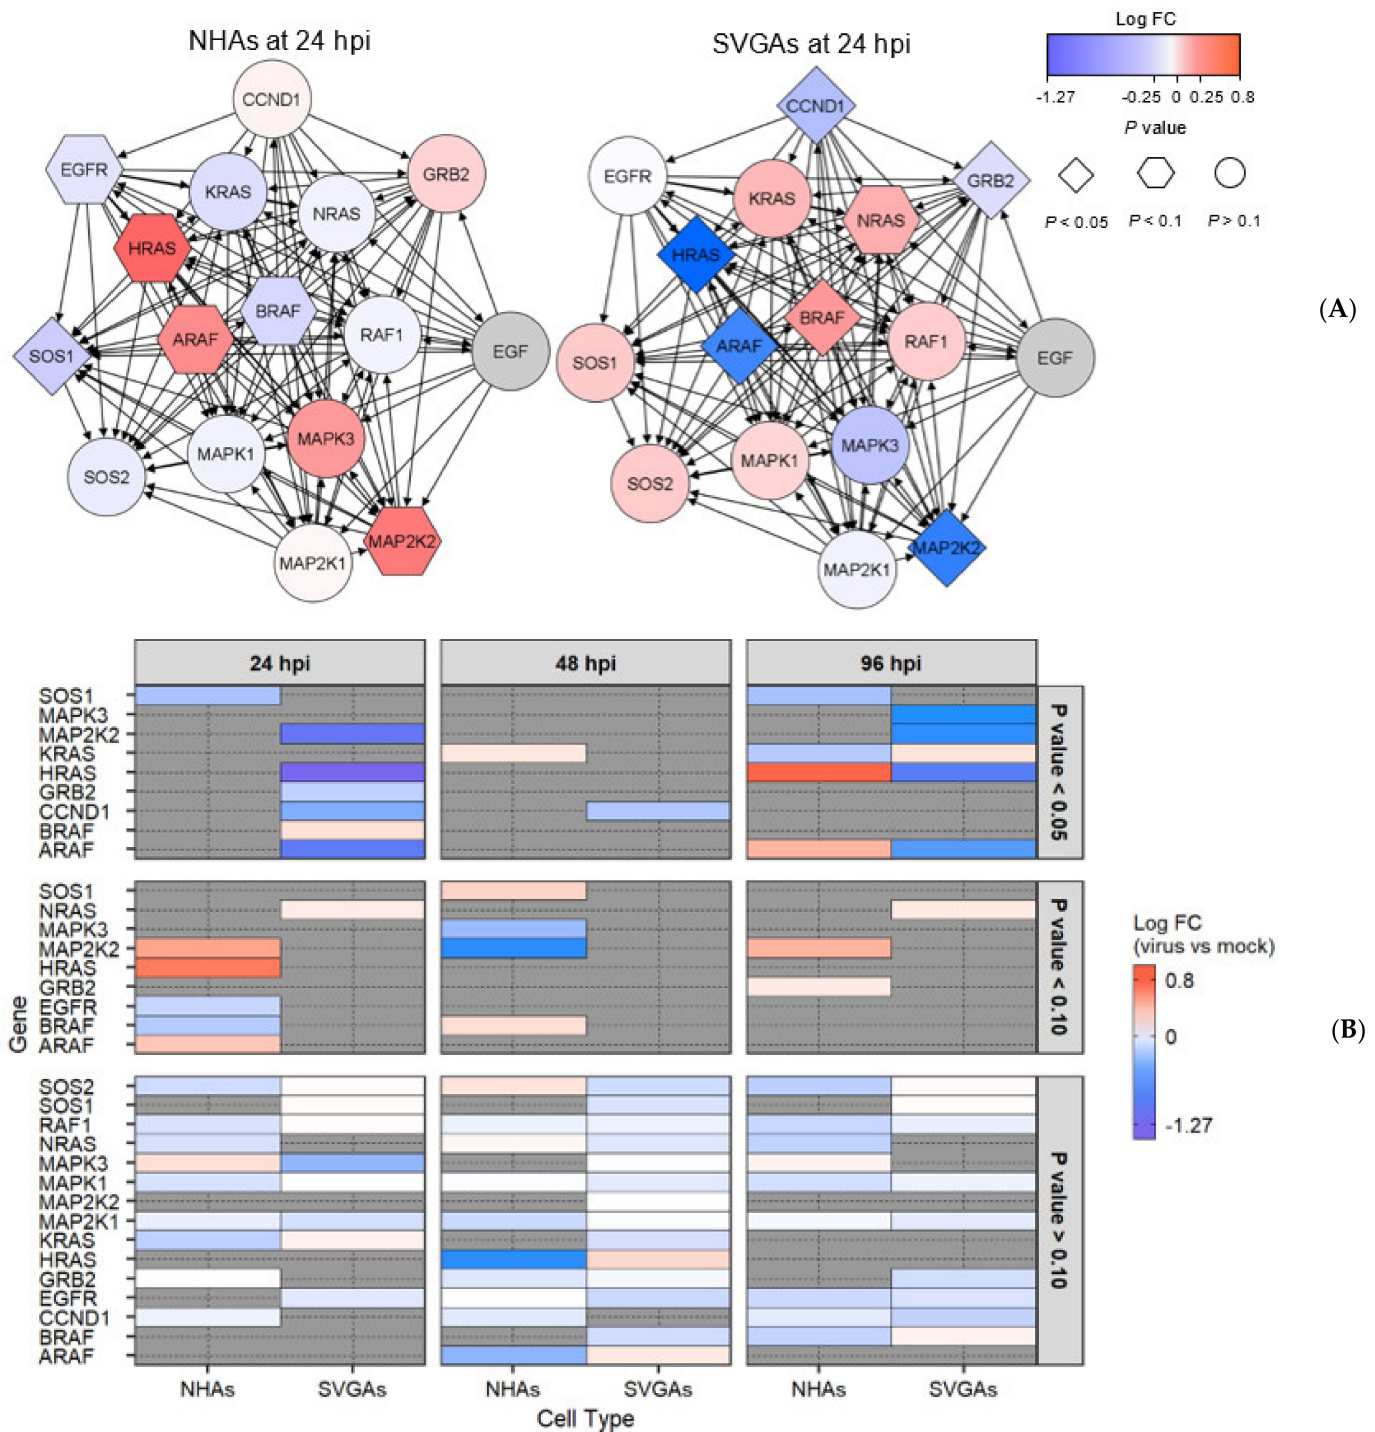 NHAs at 24 hpi
SVGAs at 24 hpi
Log FC
-1.27 -0.25 0 0.25 0.8
P value
P < 0.05 P < 0.1 P > 0.1
CCND1
EGFR
KRAS
GRB2
NRAS
HRAS
BRAF
ARAF
RAF1
SOS1
EGF
MAPK3
MAPK1
SOS2
MAP2K2
MAP2K1
CCND1
EGFR
KRAS
GRB2
NRAS
HRAS
BRAF
ARAF
RAF1
SOS1
EGF
MAPK3
MAPK1
SOS2
MAP2K2
MAP2K1
(A)
24 hpi 48 hpi 96 hpi
SOS1
MAPK3
MAP2K2
KRAS
HRAS
GRB2
CCND1
BRAF
ARAF
P value < 0.05
SOS1
NRAS
MAPK3
MAP2K2
HRAS
GRB2
EGFR
BRAF
ARAF
P value < 0.10
SOS2
SOS1
RAF1
NRAS
MAPK3
MAPK1
MAP2K2
MAP2K1
KRAS
HRAS
GRB2
EGFR
CCND1
BRAF
ARAF
P value > 0.10
Gene
NHAs SVGAs NHAs SVGAs NHAs SVGAs
Cell Type
Log FC
(virus vs mock)
0.8
0
-1.27
(B)